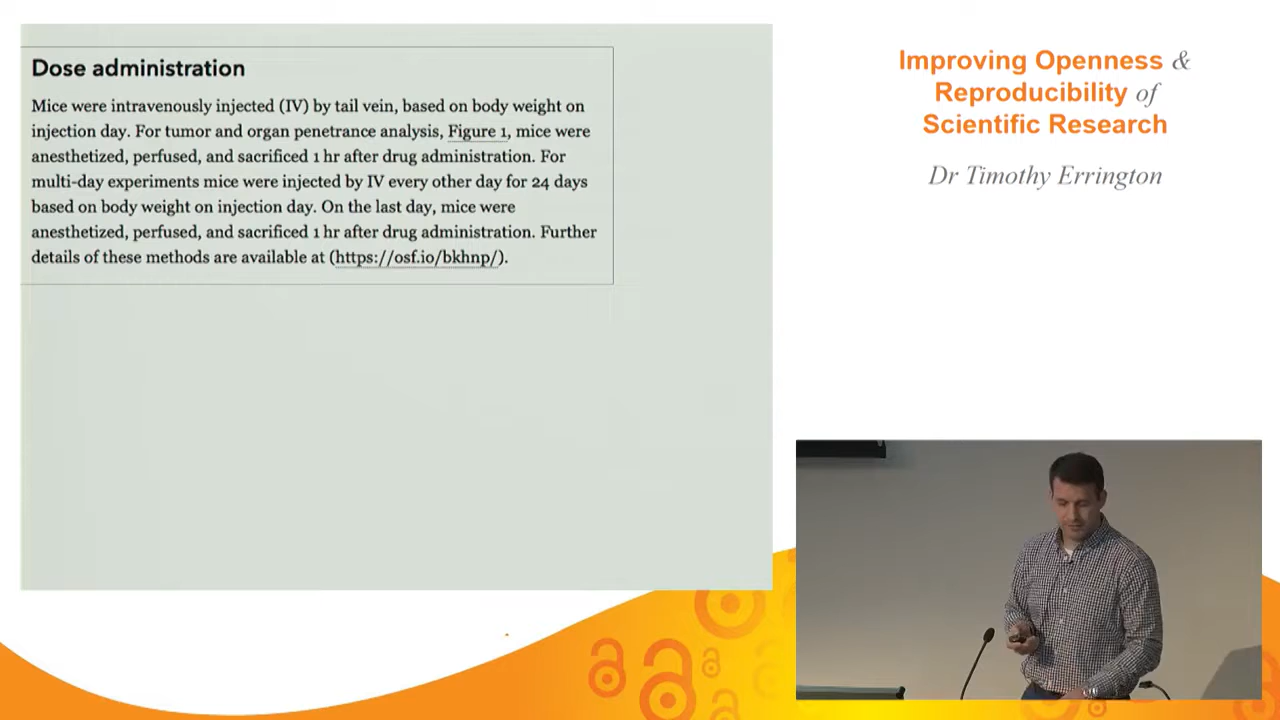 Dose administration
Mice were intravenously injected (IV) by tail vein, based on body weight on
injection day. For tumor and organ penetrance analysis, Figure 1, mice were
anesthetized, perfused, and sacrificed 1 hr after drug administration. For
multi-day experiments mice were injected by IV every other day for 24 days
based on body weight on injection day. On the last day, mice were
anesthetized, perfused, and sacrificed 1 hr after drug administration. Further
details of these methods are available at (https://osf.io/bkhnp/).
Improving Openness &
Reproducibility of
Scientific Research
Dr Timothy Errington